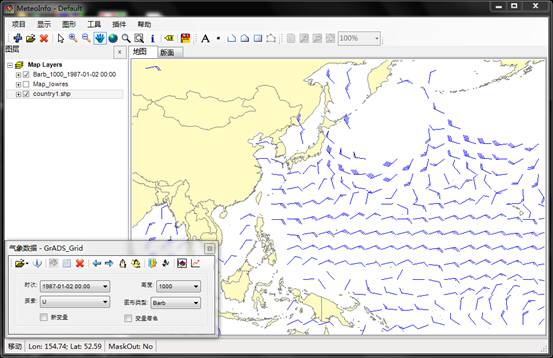 MeteoInfo - Default
项目 显示 图形 工具 插件 帮助
100%
图层
地图 版面
Map Layers
Barb_1000_1987-01-02 00:00
Map_lowres
country1.shp
气象数据 - GrADS_Grid
时次: 1987-01-02 00:00 高度: 1000
要素: U 图形类型: Barb
新变量 变量着色
移动 Lon: 154.74; Lat: 52.59 MaskOut: No